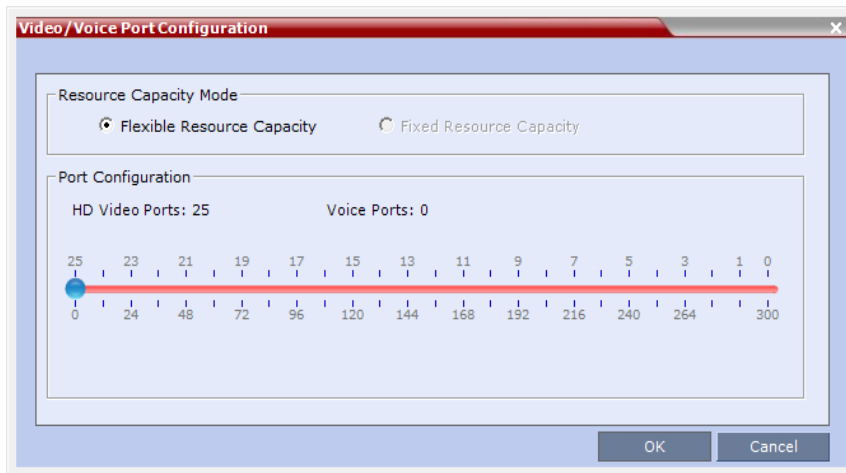 Video/Voice Port Configuration
Resource Capacity Mode
Flexible Resource Capacity Fixed Resource Capacity
Port Configuration
HD Video Ports: 25 Voice Ports: 0
25 23 21 19 17 15 13 11 9 7 5 3 1 0
0 24 48 72 96 120 144 168 192 216 240 264 300
OK Cancel